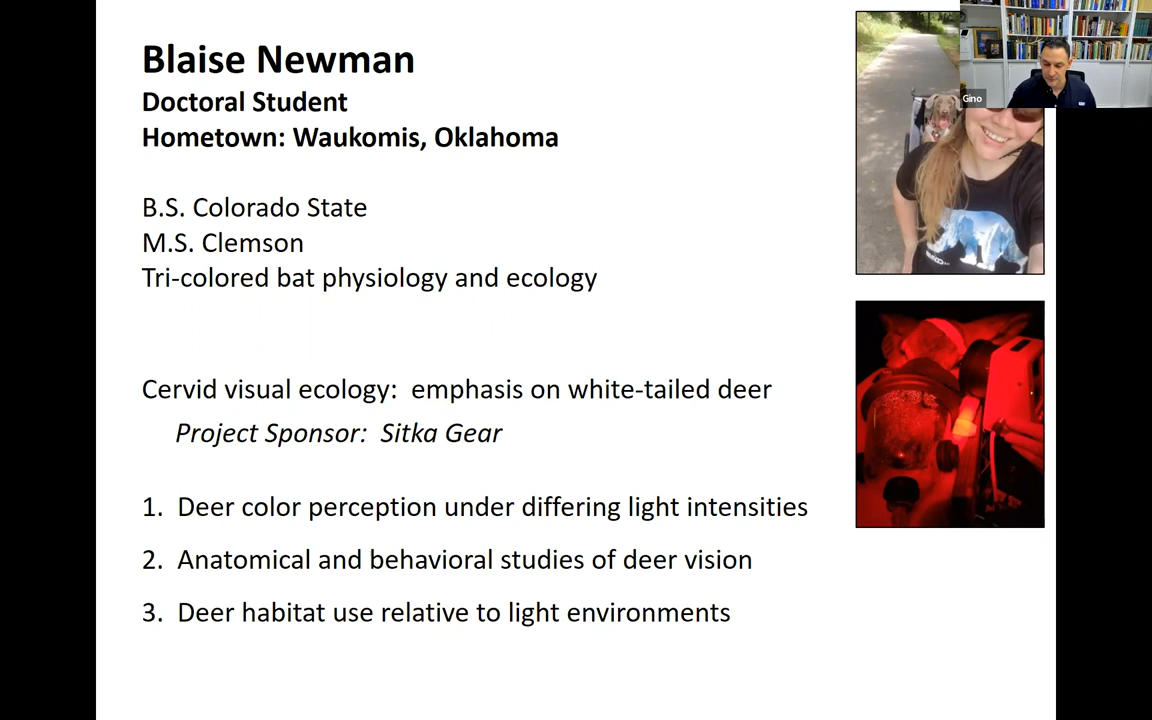 Blaise Newman
Doctoral Student
Hometown: Waukomis, Oklahoma
B.S. Colorado State
M.S. Clemson
Tri-colored bat physiology and ecology
Cervid visual ecology: emphasis on white-tailed deer
Project Sponsor: Sitka Gear
1. Deer color perception under differing light intensities
2. Anatomical and behavioral studies of deer vision
3. Deer habitat use relative to light environments
Gino